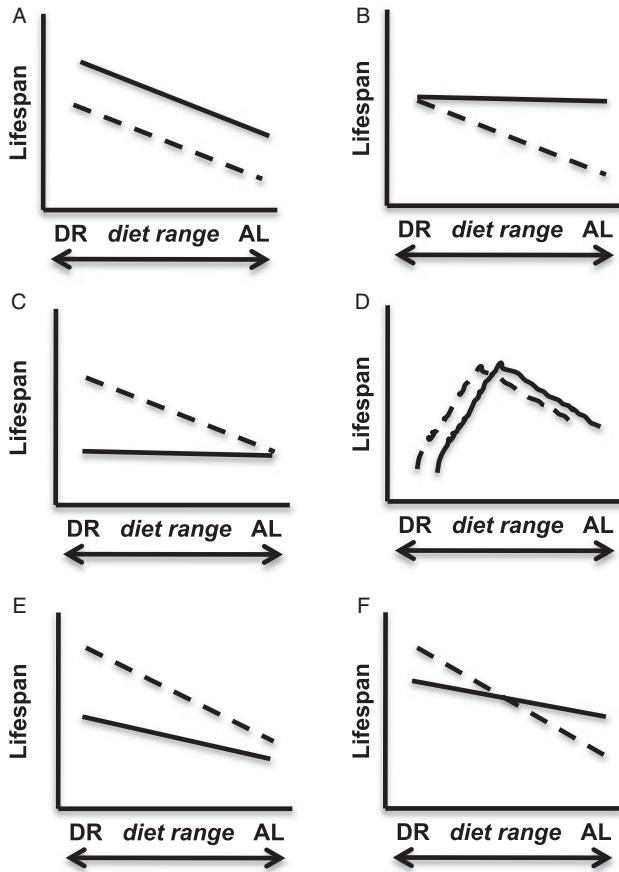 A
Lifespan
DR diet range AL
B
Lifespan
DR diet range AL
C
Lifespan
DR diet range AL
D
Lifespan
DR diet range AL
E
Lifespan
DR diet range AL
F
Lifespan
DR diet range AL